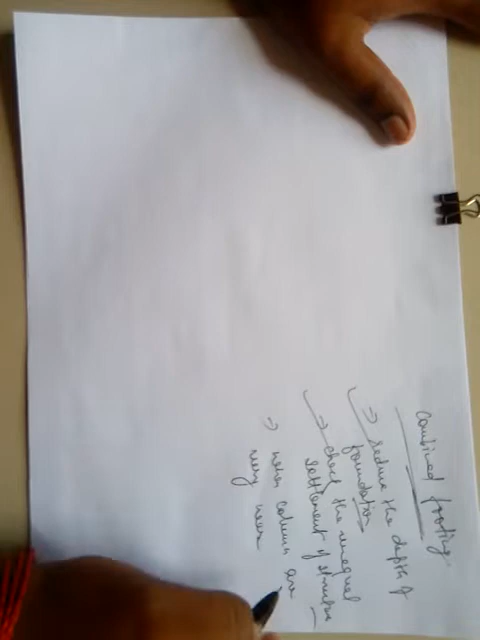 Combined footing
→ reduce the depth of
foundation
→ check the unequal
settlement of structure
→ when column are
very near